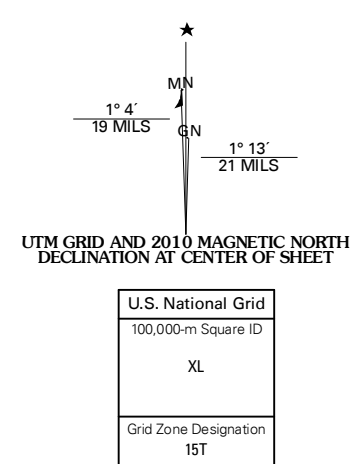 MN
1° 4´
19 MILS
GN
1° 13´
21 MILS
UTM GRID AND 2010 MAGNETIC NORTH
DECLINATION AT CENTER OF SHEET
U.S. National Grid
100,000-m Square ID
XL
Grid Zone Designation
15T